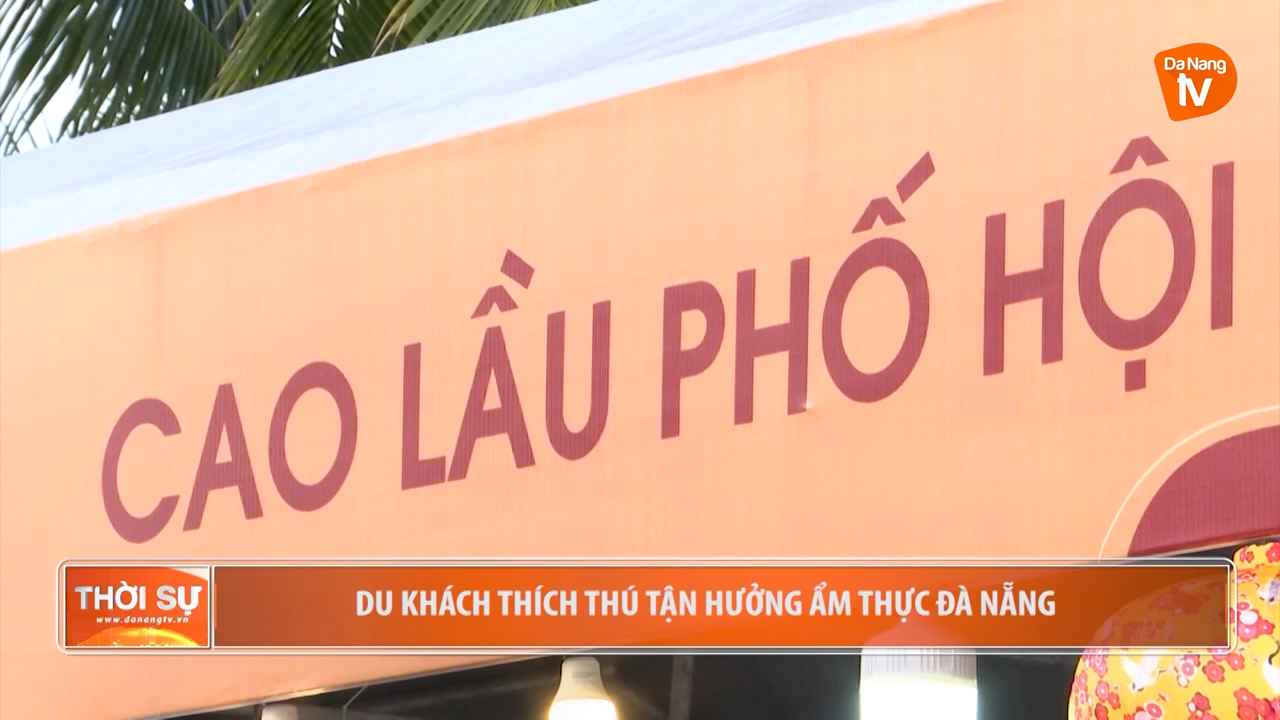 Da Nang
tv
CAO LẦU PHỐ HỘI
THỜI SỰ
www.danangtv.vn
DU KHÁCH THÍCH THÚ TẬN HƯỞNG ẨM THỰC ĐÀ NẴNG